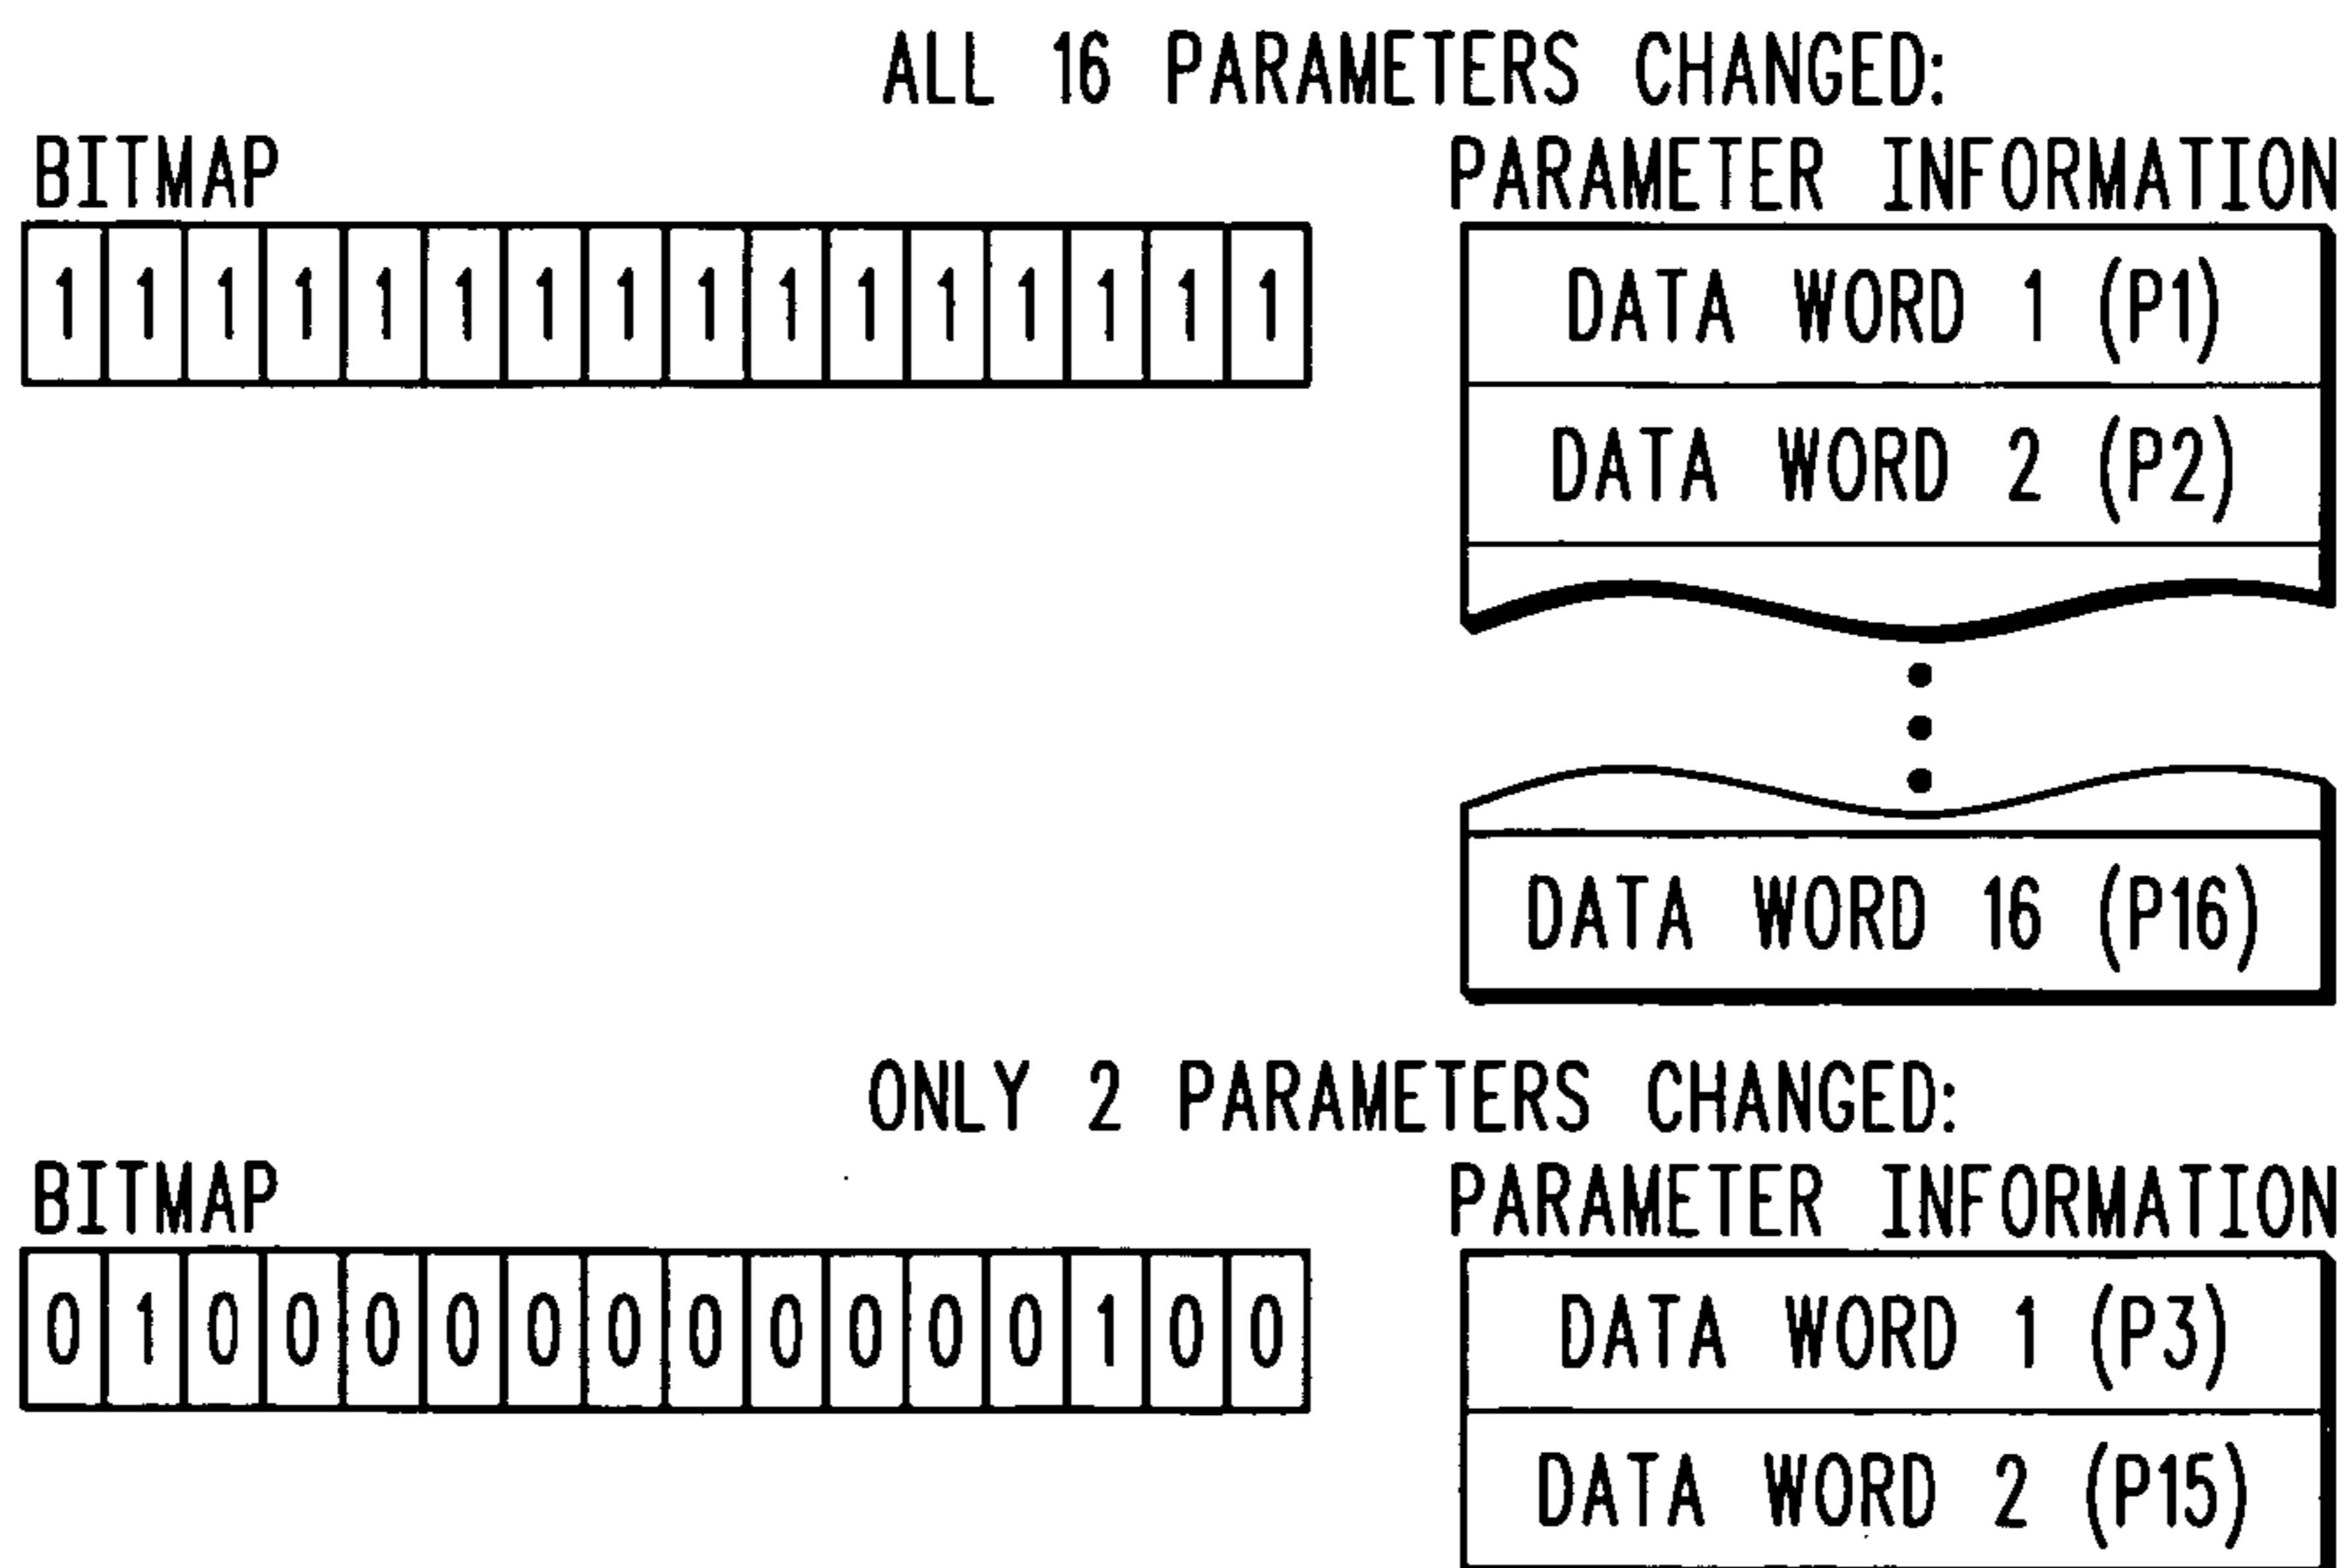 ALL 16 PARAMETERS CHANGED:
BITMAP PARAMETER INFORMATION
1 1 1 1 1 1 1 1 1 1 1 1 1 1 1 1 DATA WORD 1 (P1)
DATA WORD 2 (P2)
DATA WORD 16 (P16)
ONLY 2 PARAMETERS CHANGED:
BITMAP PARAMETER INFORMATION
0 1 0 0 0 0 0 0 0 0 0 0 0 1 0 0 DATA WORD 1 (P3)
DATA WORD 2 (P15)